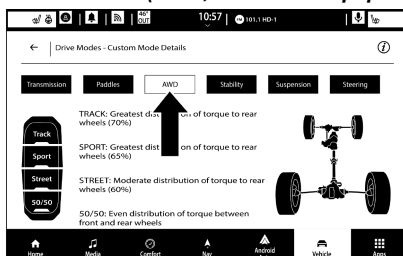 46°
OUT
10:57
101.1 HD-1
Drive Modes - Custom Mode Details
Transmission
Paddles
AWD
Stability
Suspension
Steering
TRACK: Greatest dist on of torque to rear
wheels (70%)
SPORT: Greatest dis of torque to rear
wheels (65%)
STREET: Moderate distribution of torque to rear
wheels (60%)
50/50: Even distribution of torque between
front and rear wheels
Track
Sport
Street
50/50
Home
Media
Comfort
Nav
Android
Vehicle
Apps